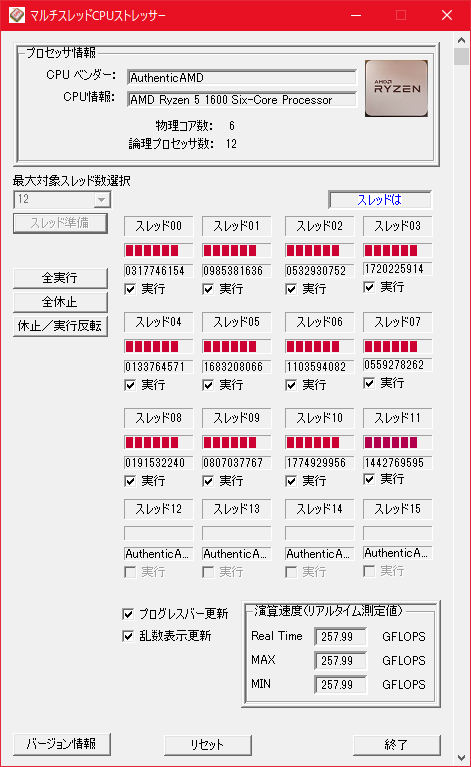 マルチスレッドCPUストレッサー
プロセッサ情報
CPU ベンダー: AuthenticAMD
CPU情報: AMD Ryzen 5 1600 Six-Core Processor
AMD
RYZEN
物理コア数: 6
論理プロセッサ数: 12
最大対象スレッド数選択
12
スレッドは
スレッド準備
スレッド00 スレッド01 スレッド02 スレッド03
0317746154 0985381636 0532930752 1720225914
実行 実行 実行 実行
全実行
全休止
休止／実行反転
スレッド04 スレッド05 スレッド06 スレッド07
0133764571 1683208066 1103594082 0559278262
実行 実行 実行 実行
スレッド08 スレッド09 スレッド10 スレッド11
0191532240 0807037767 1774929956 1442769595
実行 実行 実行 実行
スレッド12 スレッド13 スレッド14 スレッド15
AuthenticA... AuthenticA... AuthenticA... AuthenticA...
実行 実行 実行 実行
プログレスバー更新
乱数表示更新
演算速度(リアルタイム測定値)
Real Time 257.99 GFLOPS
MAX 257.99 GFLOPS
MIN 257.99 GFLOPS
バージョン情報 リセット 終了